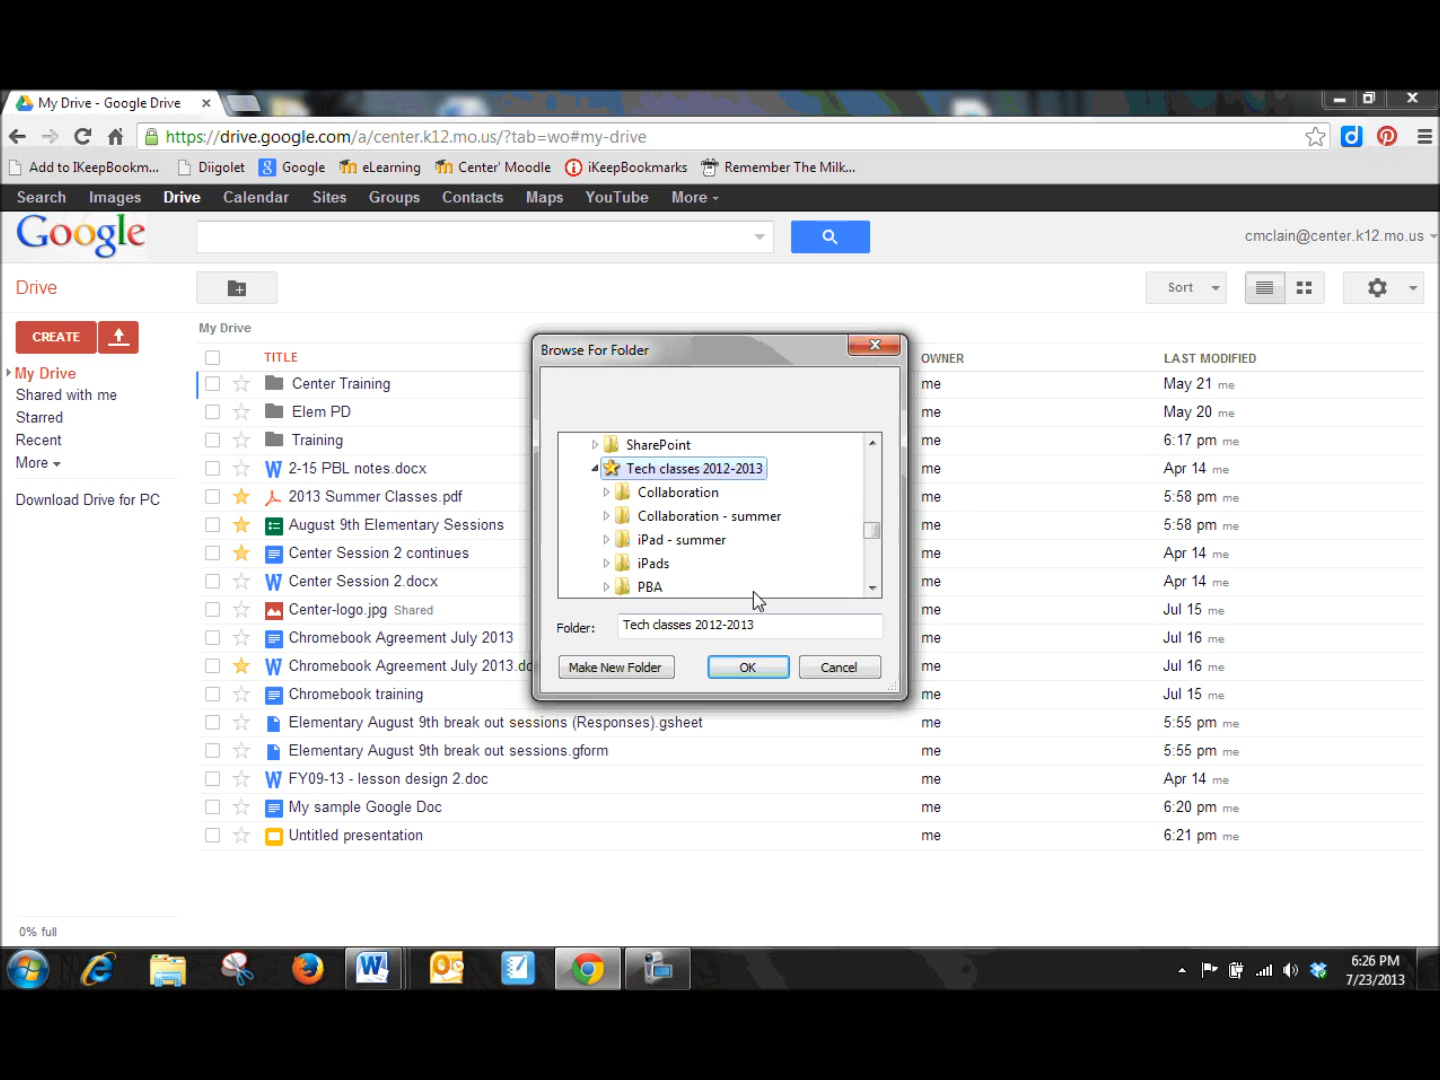 My Drive - Google Drive
https://drive.google.com/a/center.k12.mo.us/?tab=wo#my-drive
Add to IKeepBookm... Diigolet Google eLearning Center' Moodle iKeepBookmarks Remember The Milk...
Search Images Drive Calendar Sites Groups Contacts Maps YouTube More
Google
cmclain@center.k12.mo.us
Drive
Sort
CREATE
My Drive
Shared with me
Starred
Recent
More
Download Drive for PC
0% full
My Drive
TITLE OWNER LAST MODIFIED
Center Training me May 21 me
Elem PD me May 20 me
Training me 6:17 pm me
2-15 PBL notes.docx me Apr 14 me
2013 Summer Classes.pdf me 5:58 pm me
August 9th Elementary Sessions me 5:58 pm me
Center Session 2 continues me Apr 14 me
Center Session 2.docx me Apr 14 me
Center-logo.jpg Shared me Jul 15 me
Chromebook Agreement July 2013 me Jul 16 me
Chromebook Agreement July 2013.do me Jul 16 me
Chromebook training me Jul 15 me
Elementary August 9th break out sessions (Responses).gsheet me 5:55 pm me
Elementary August 9th break out sessions.gform me 5:55 pm me
FY09-13 - lesson design 2.doc me Apr 14 me
My sample Google Doc me 6:20 pm me
Untitled presentation me 6:21 pm me
Browse For Folder
SharePoint
Tech classes 2012-2013
Collaboration
Collaboration - summer
iPad - summer
iPads
PBA
Folder: Tech classes 2012-2013
Make New Folder OK Cancel
6:26 PM
7/23/2013